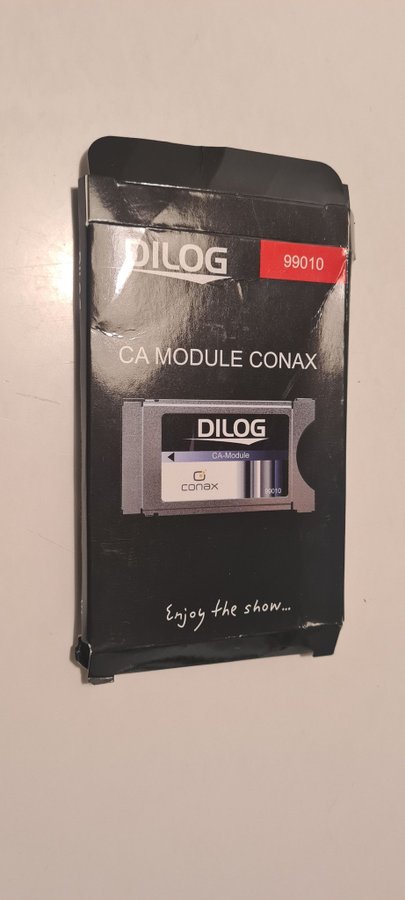 DILOG
99010
CA MODULE CONAX
DILOG
CA-Module
conax
99010
Enjoy the show...